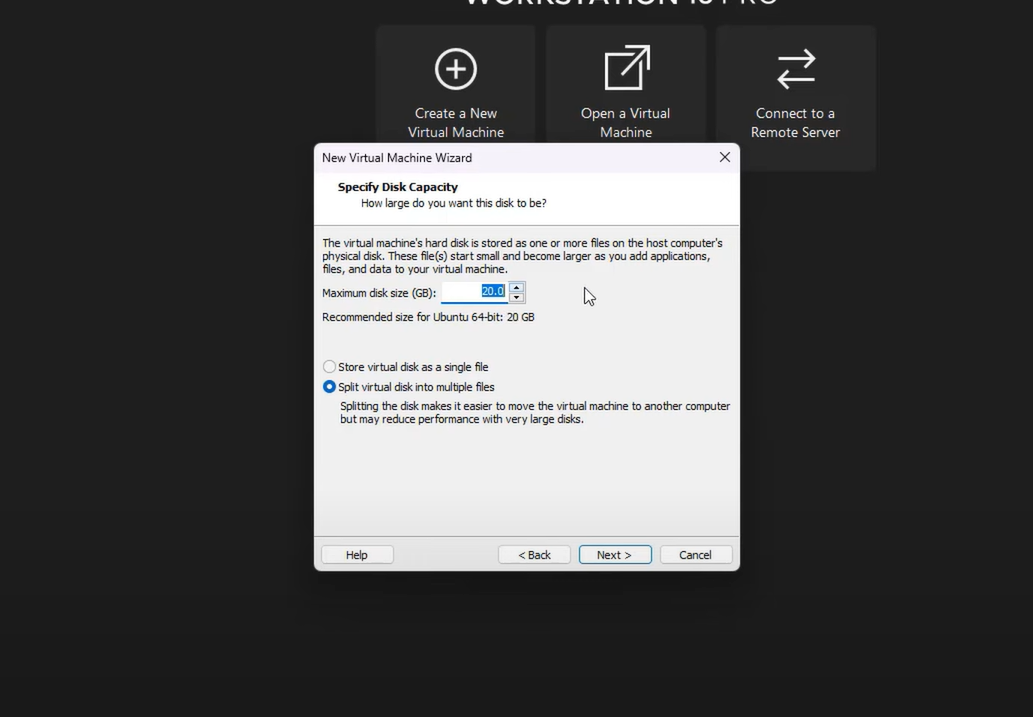 Create a New
Virtual Machine
Open a Virtual
Machine
Connect to a
Remote Server
New Virtual Machine Wizard
Specify Disk Capacity
How large do you want this disk to be?
The virtual machine's hard disk is stored as one or more files on the host computer's
physical disk. These file(s) start small and become larger as you add applications,
files, and data to your virtual machine.
Maximum disk size (GB): 20.0
Recommended size for Ubuntu 64-bit: 20 GB
Store virtual disk as a single file
Split virtual disk into multiple files
Splitting the disk makes it easier to move the virtual machine to another computer
but may reduce performance with very large disks.
Help
< Back
Next >
Cancel